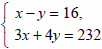 x – y = 16,
3x + 4y = 232